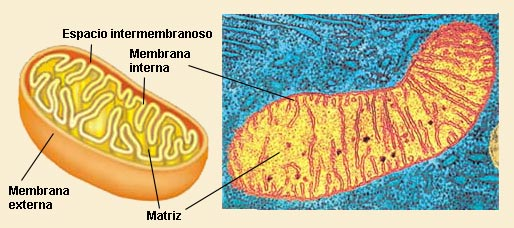 Espacio intermembranoso
Membrana
interna
Membrana
externa
Matriz